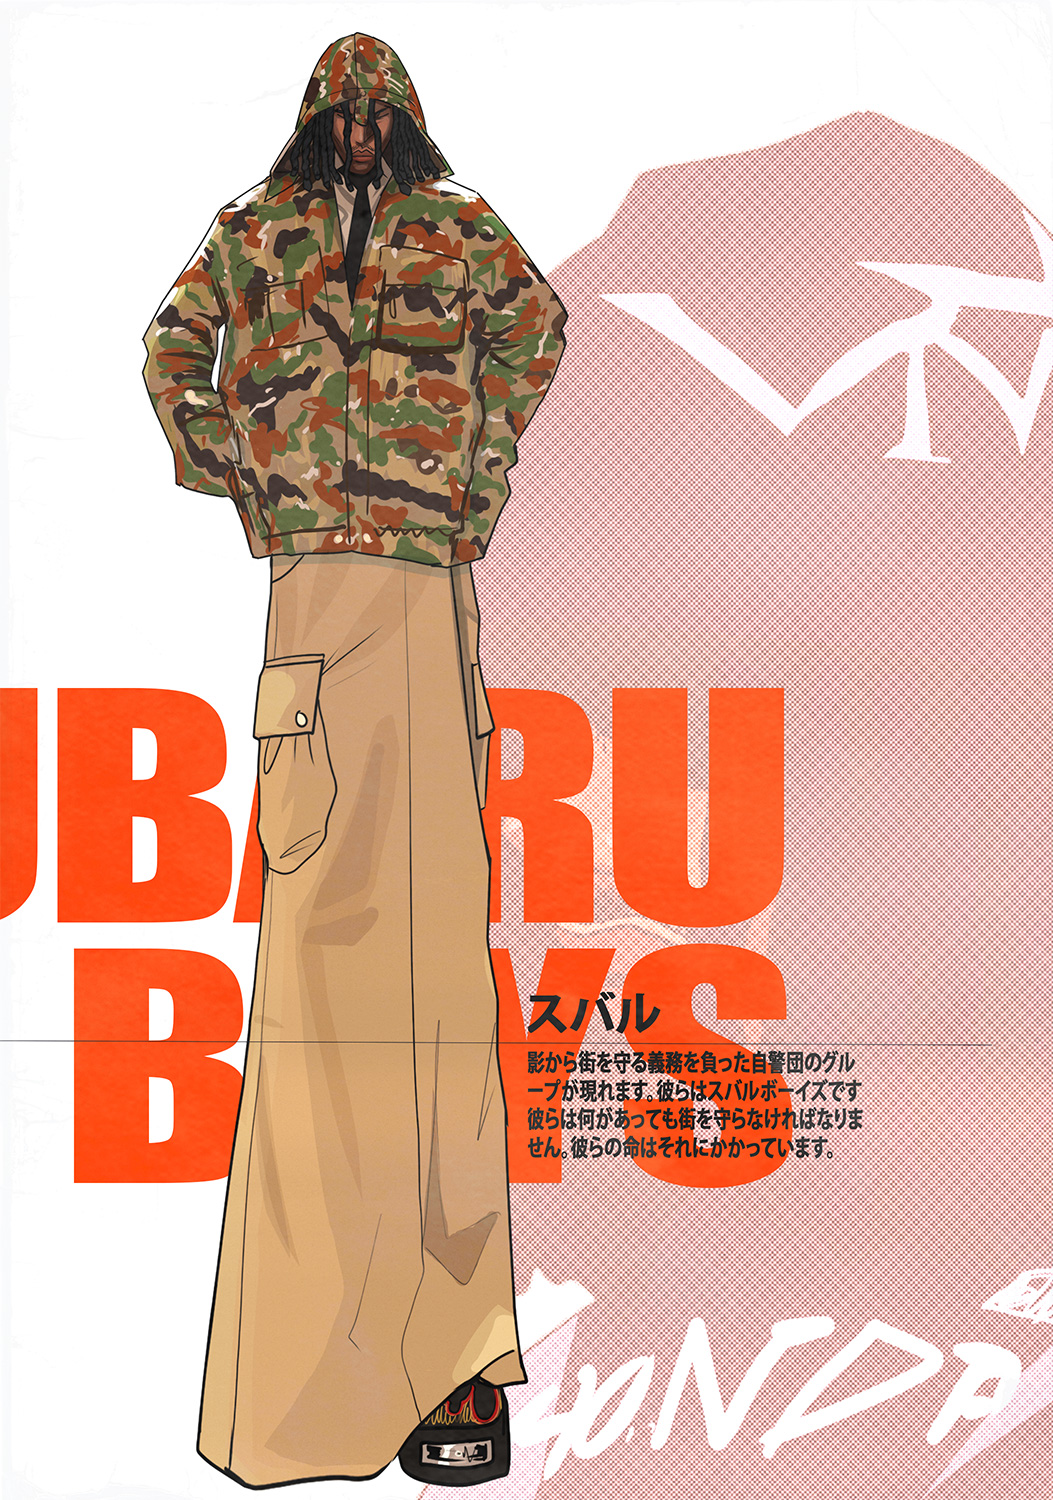 UBARU
BOYS
スバル
影から街を守る義務を負った自警団のグル
ープが現れます。彼らはスバルボーイズです
彼らは何があっても街を守らなければなりま
せん。彼らの命はそれにかかっています。